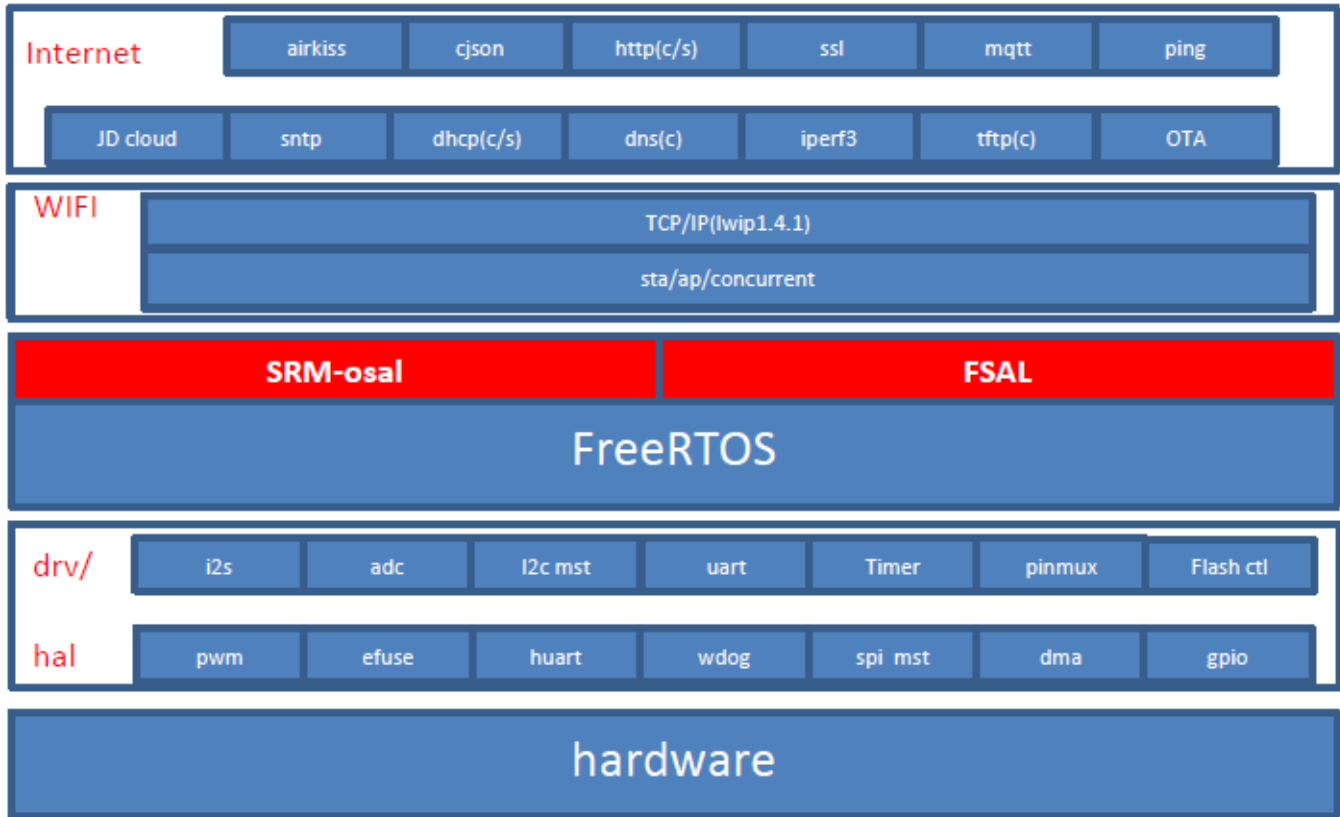 Internet airkiss cjson http(c/s) ssl mqtt ping
JD cloud sntp dhcp(c/s) dns(c) iperf3 tftp(c) OTA
WIFI
TCP/IP(lwip1.4.1)
sta/ap/concurrent
SRM-osal FSAL
FreeRTOS
drv/ i2s adc I2c mst uart Timer pinmux Flash ctl
hal pwm efuse huart wdog spi mst dma gpio
hardware